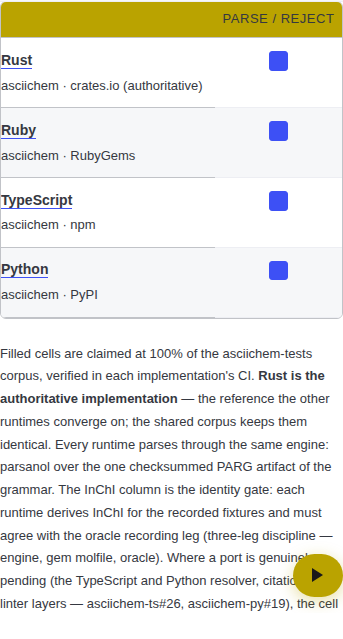 PARSE / REJECT
Rust
asciichem · crates.io (authoritative)
Ruby
asciichem · RubyGems
TypeScript
asciichem · npm
Python
asciichem · PyPI
Filled cells are claimed at 100% of the asciichem-tests
corpus, verified in each implementation's CI. Rust is the
authoritative implementation — the reference the other
runtimes converge on; the shared corpus keeps them
identical. Every runtime parses through the same engine:
parsanol over the one checksummed PARG artifact of the
grammar. The InChI column is the identity gate: each
runtime derives InChI for the recorded fixtures and must
agree with the oracle recording leg (three-leg discipline —
engine, gem molfile, oracle). Where a port is
pending (the TypeScript and Python resolver,
linter layers — asciichem-ts#26, asciichem-py#19), the cell